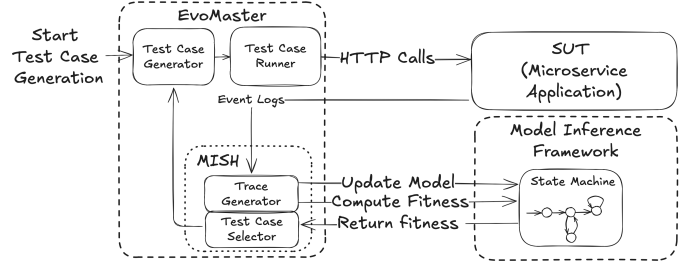 EvoMaster
Start
Test Case
Generation
Test Case
Generator
Test Case
Runner
HTTP Calls
SUT
(Microservice
Application)
Event Logs
Model Inference
Framework
MISH
Trace
Generator
Test Case
Selector
Update Model
Compute Fitness
Return fitness
State Machine